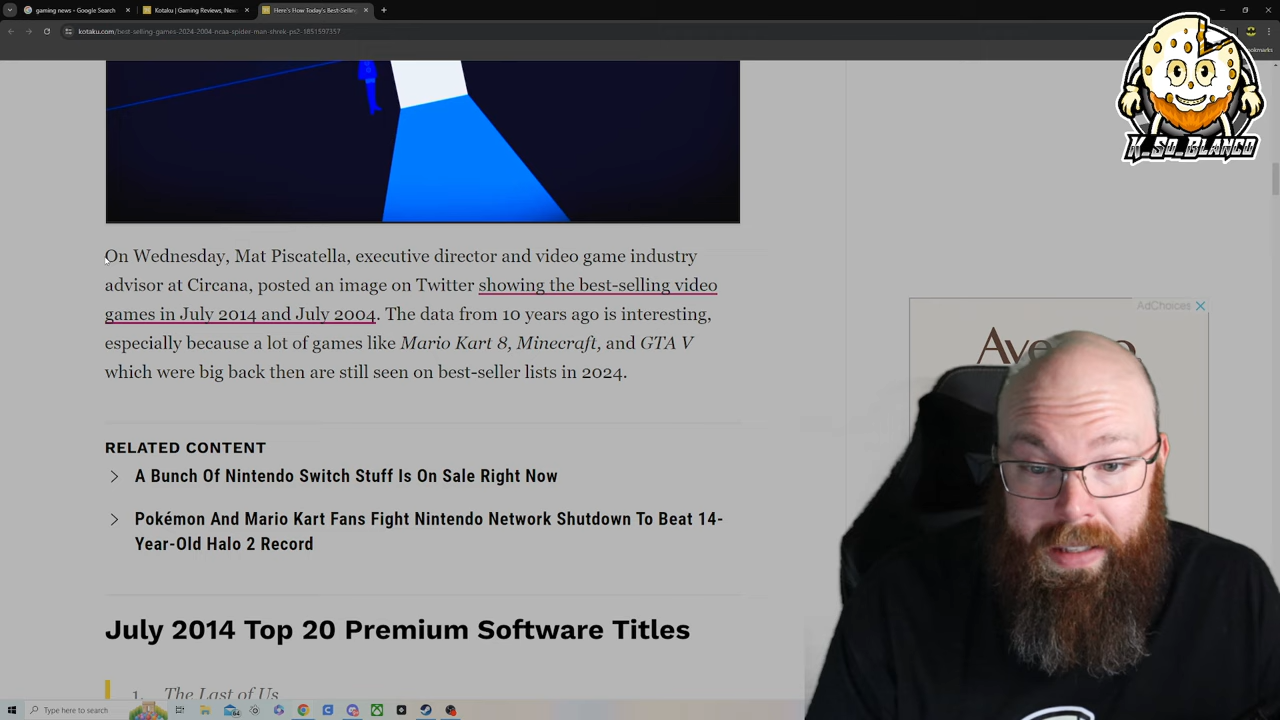 gaming news - Google Search
Kotaku | Gaming Reviews, New
Here's How Today's Best-Sellin
kotaku.com/best-selling-games-2024-2004-ncaa-spider-man-shrek-ps2-1851597357
K_So_Blanco
On Wednesday, Mat Piscatella, executive director and video game industry
advisor at Circana, posted an image on Twitter showing the best-selling video
games in July 2014 and July 2004. The data from 10 years ago is interesting,
especially because a lot of games like Mario Kart 8, Minecraft, and GTA V
which were big back then are still seen on best-seller lists in 2024.
AdChoices
RELATED CONTENT
A Bunch Of Nintendo Switch Stuff Is On Sale Right Now
Pokémon And Mario Kart Fans Fight Nintendo Network Shutdown To Beat 14-
Year-Old Halo 2 Record
July 2014 Top 20 Premium Software Titles
1. The Last of Us
Type here to search